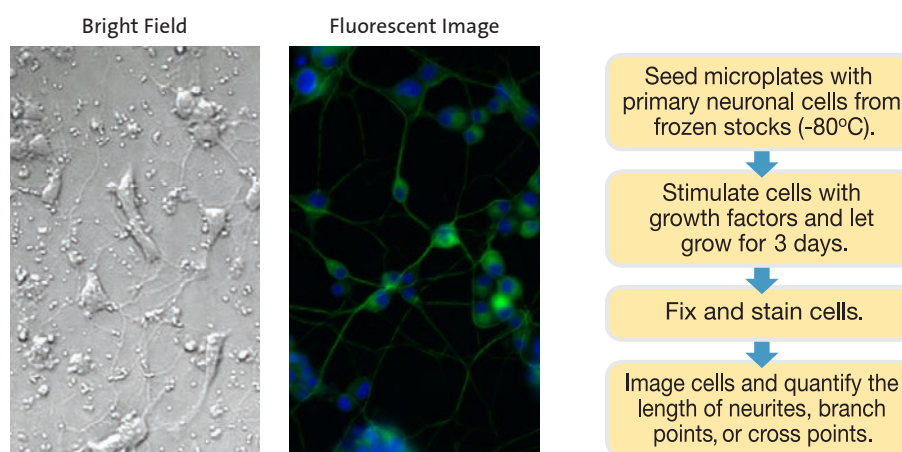 Bright Field
Fluorescent Image
Seed microplates with
primary neuronal cells from
frozen stocks (-80°C).
Stimulate cells with
growth factors and let
grow for 3 days.
Fix and stain cells.
Image cells and quantify the
length of neurites, branch
points, or cross points.